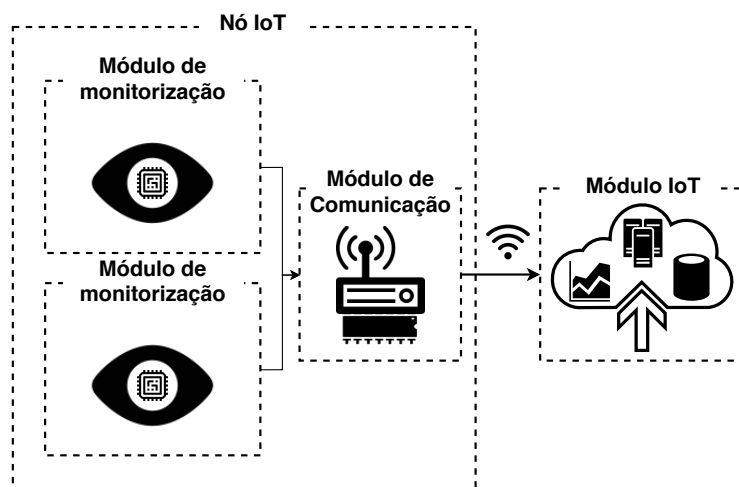 Nó IoT
Módulo de
monitorização
Módulo de
Comunicação
Módulo IoT
Módulo de
monitorização